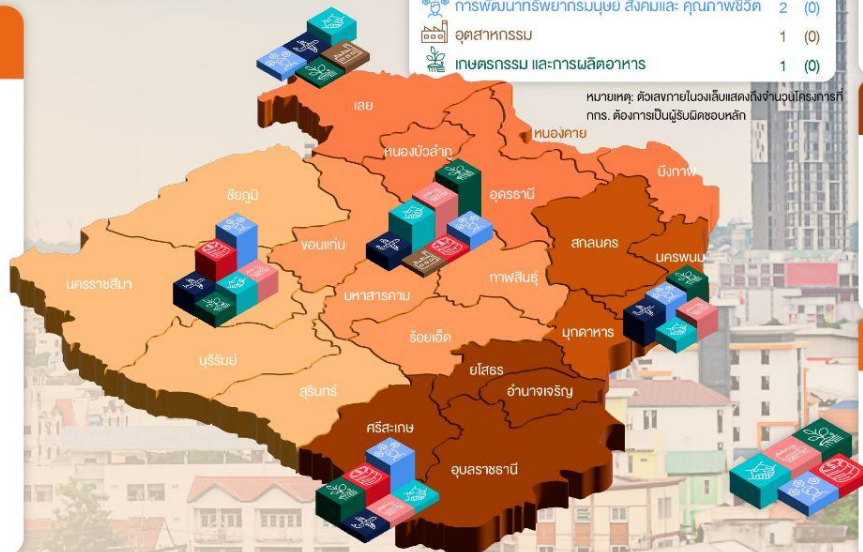 การพัฒนาทรัพยากรมนุษย์ สังคมและ คุณภาพชีวิต 2 (0)
อุตสาหกรรม 1 (0)
เกษตรกรรม และการผลิตอาหาร 1 (0)
หมายเหตุ: ตัวเลขภายในวงเล็บแสดงถึงจำนวนโครงการที่
กกร. ต้องการเป็นผู้รับผิดชอบหลัก
เลย
หนองคาย
หนองบัวลำภู
บึงกาฬ
ชัยภูมิ
อุดรธานี
ขอนแก่น
สกลนคร
นครพนม
นครราชสีมา
กาฬสินธุ์
มหาสารคาม
ร้อยเอ็ด
มุกดาหาร
บุรีรัมย์
ยโสธร
สุรินทร์
อำนาจเจริญ
ศรีสะเกษ
อุบลราชธานี